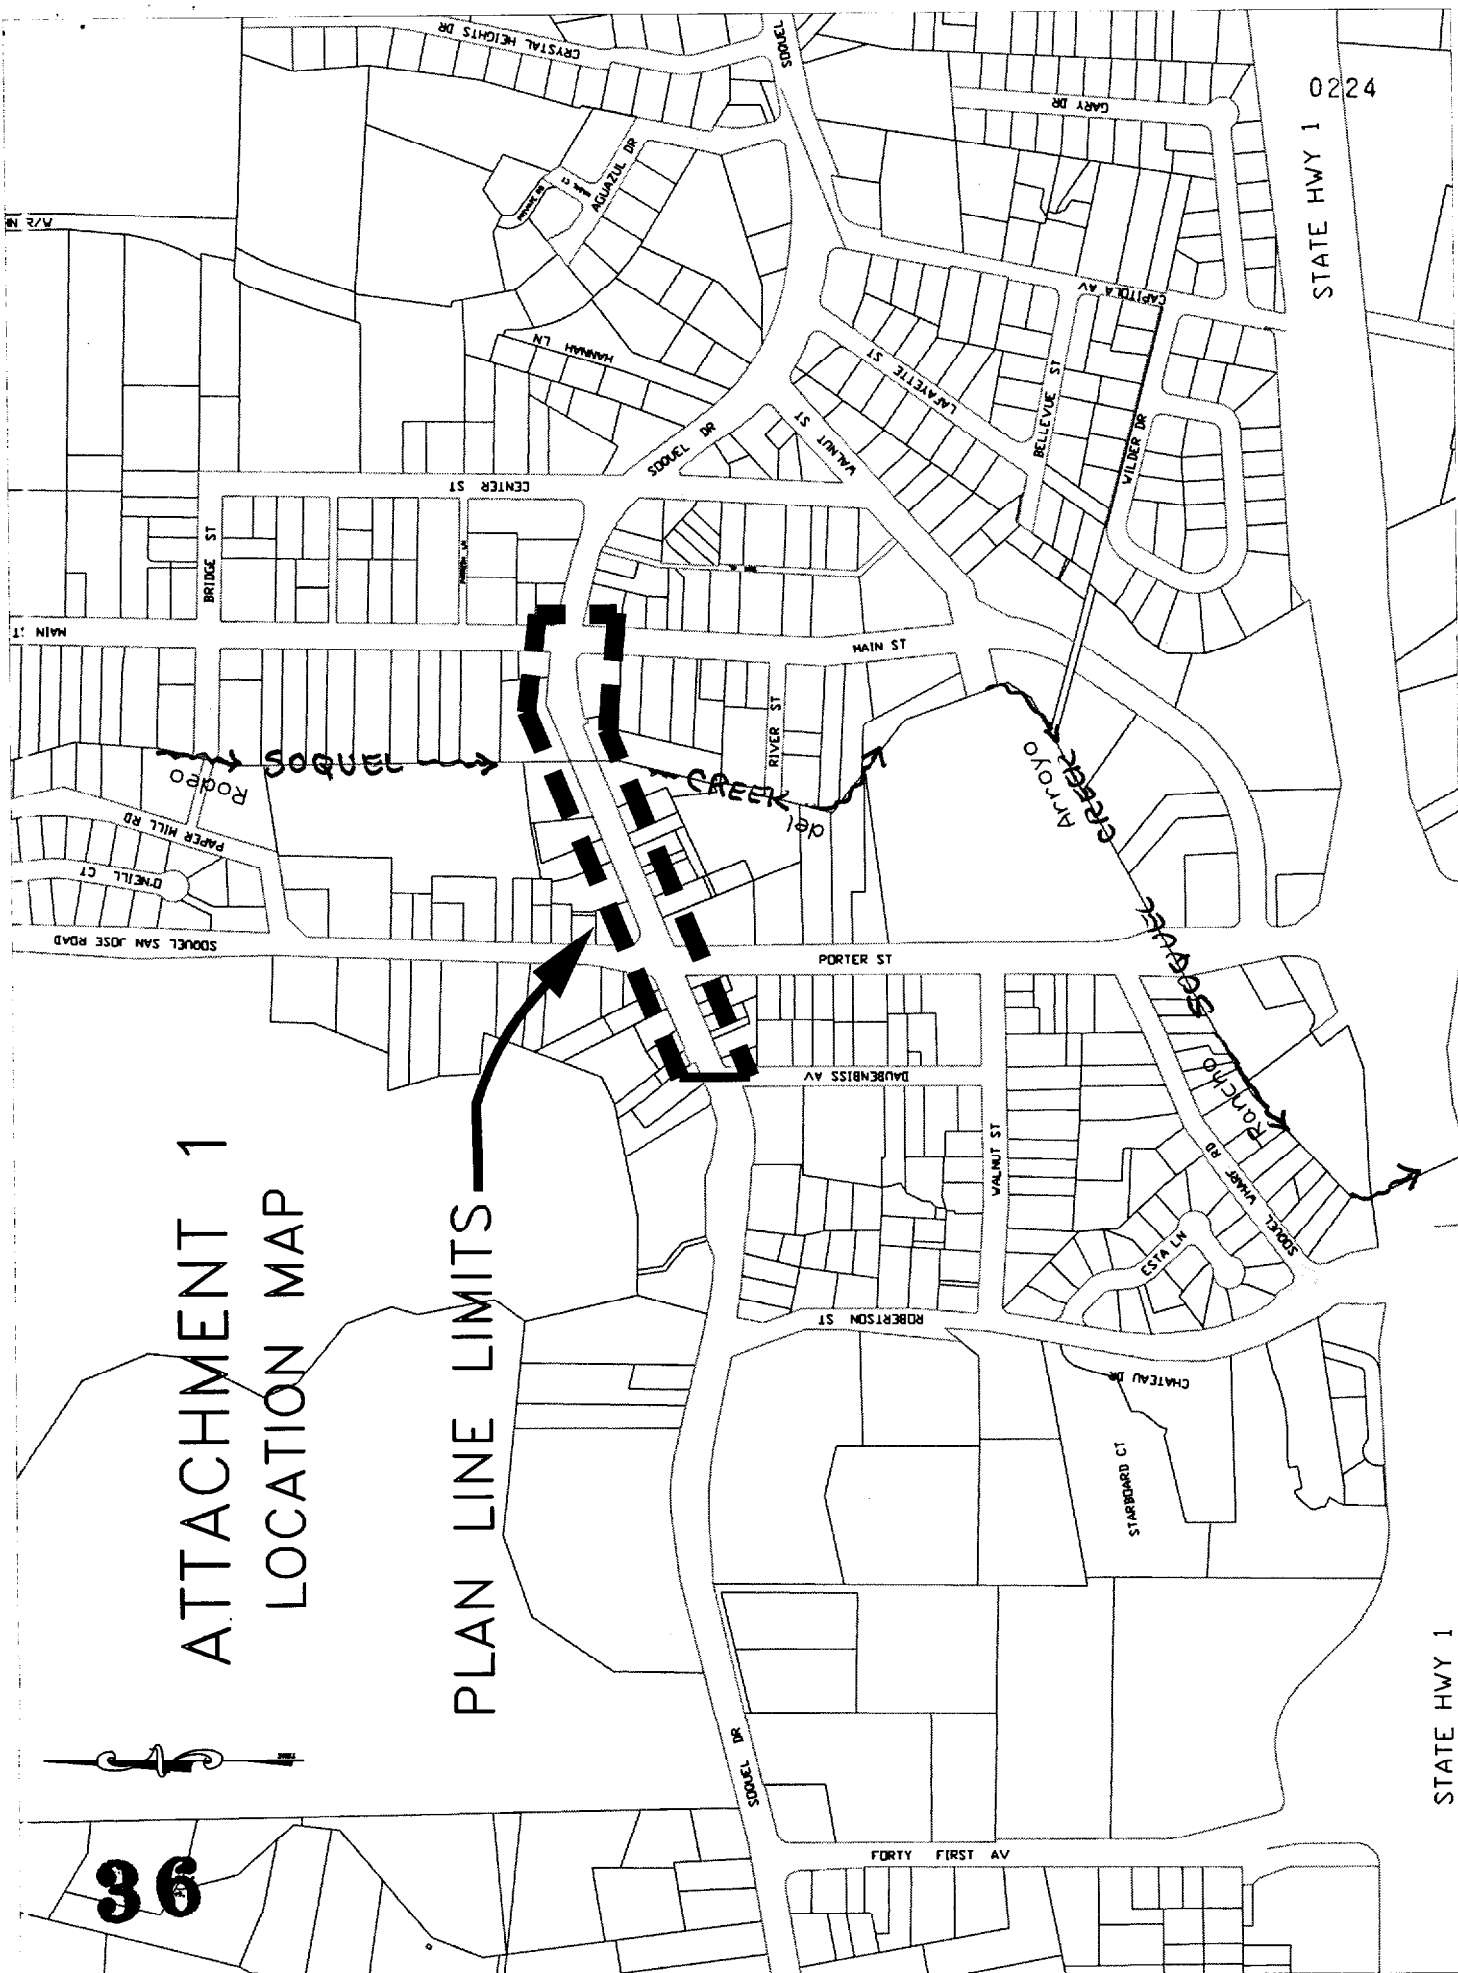 ATTACHMENT 1
LOCATION MAP
PLAN LINE LIMITS
36
0224
STATE HWY 1
STATE HWY 1
CRYSTAL HEIGHTS DR
SOQUEL
GARY DR
AGUAZUL DR
CAPITOLA AV
HANNAH LN
LAFAYETTE ST
BELLEVUE ST
WILDER DR
SOQUEL DR
WALNUT ST
CENTER ST
BRIDGE ST
MAIN ST
MAIN ST
RIVER ST
SOQUEL
CREEK
Rodeo
del
Arroyo
CREEK
SOQUEL
Rancho
PAPER MILL RD
O'NEILL CT
SOQUEL SAN JOSE ROAD
PORTER ST
DAUBENBISS AV
WALNUT ST
SOQUEL WHARF RD
ESTA LN
ROBERTSON ST
CHATEAU DR
STARBOARD CT
SOQUEL DR
FORTY FIRST AV